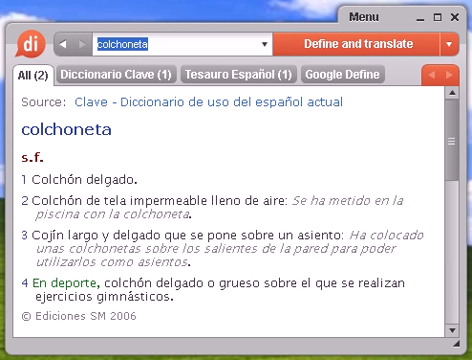 Menu
di
colchoneta
Define and translate
All (2)
Diccionario Clave (1)
Tesauro Español (1)
Google Define
Source: Clave - Diccionario de uso del español actual
colchoneta
s.f.
1 Colchón delgado.
2 Colchón de tela impermeable lleno de aire: Se ha metido en la
piscina con la colchoneta.
3 Cojín largo y delgado que se pone sobre un asiento: Ha colocado
unas colchonetas sobre los salientes de la pared para poder
utilizarlos como asientos.
4 En deporte, colchón delgado o grueso sobre el que se realizan
ejercicios gimnásticos.
© Ediciones SM 2006